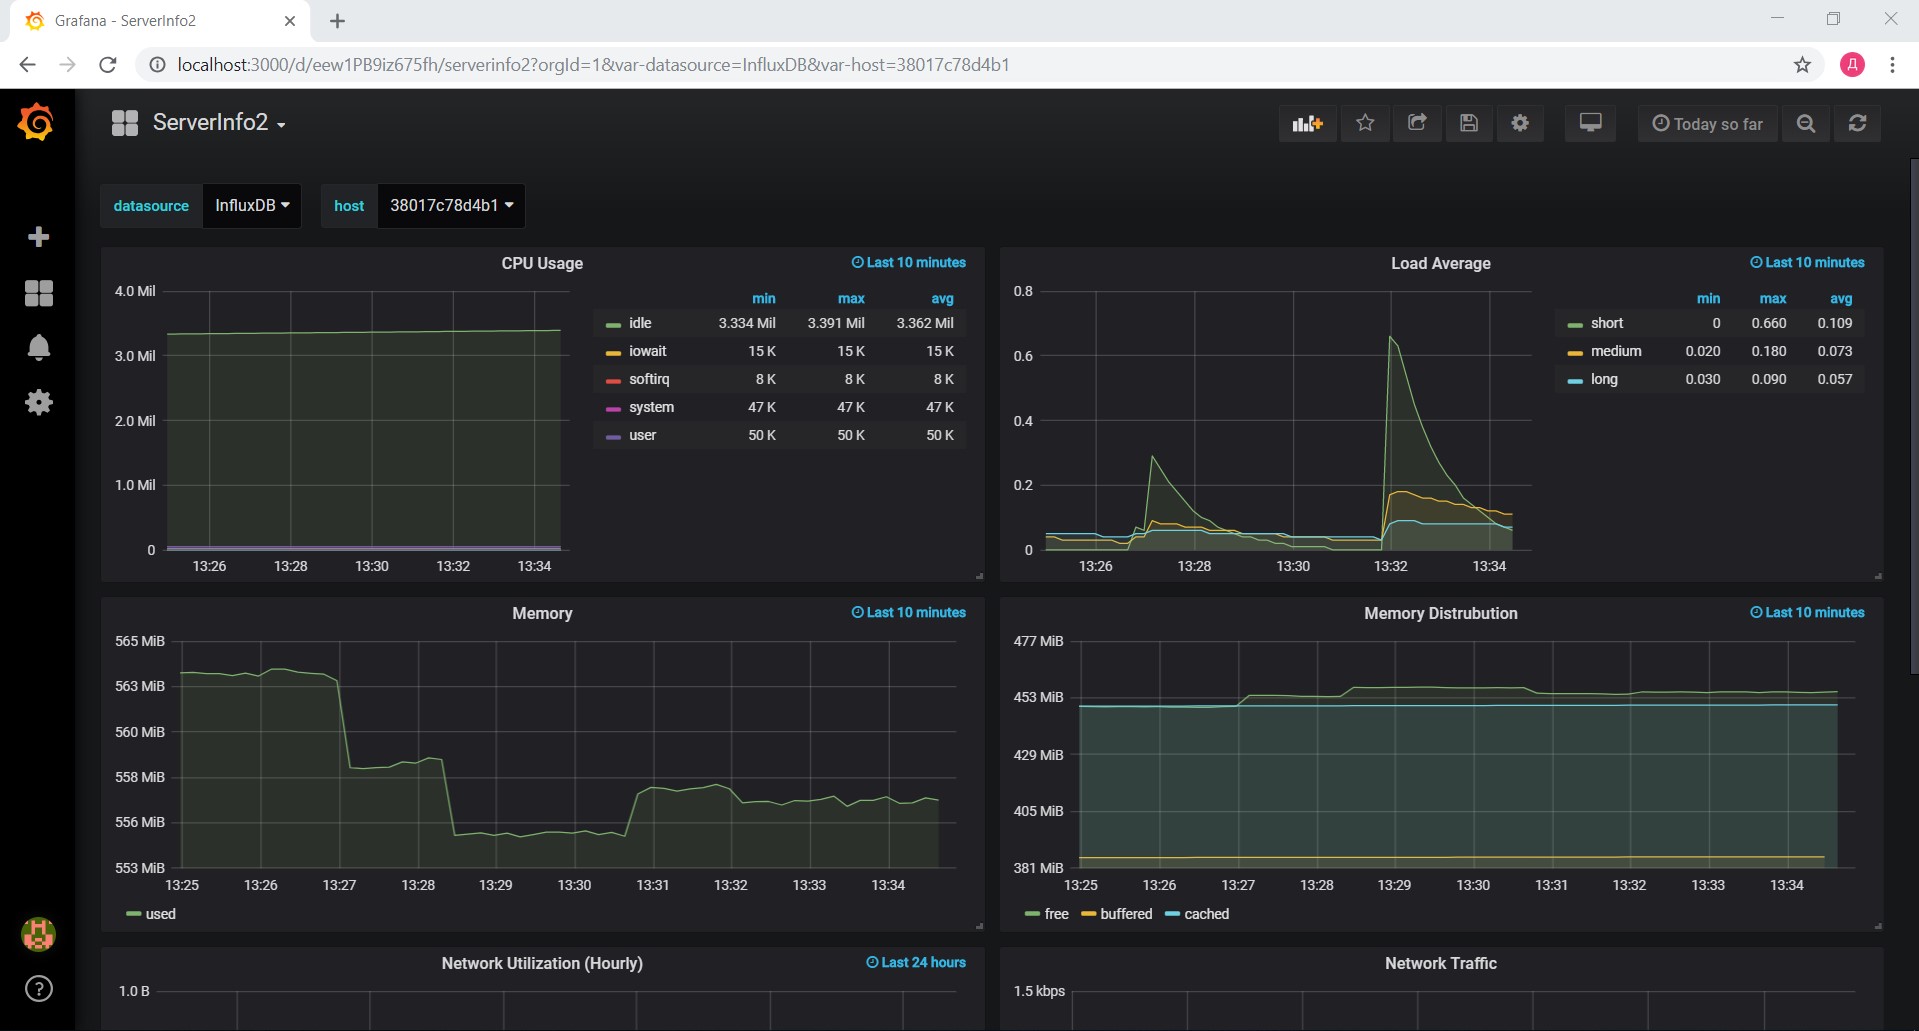 Grafana - ServerInfo2
localhost:3000/d/eew1PB9iz675fh/serverinfo2?orgId=1&var-datasource=InfluxDB&var-host=38017c78d4b1
Д
ServerInfo2
Today so far
datasource InfluxDB host 38017c78d4b1
CPU Usage
Last 10 minutes
4.0 Mil
3.0 Mil
2.0 Mil
1.0 Mil
0
13:26 13:28 13:30 13:32 13:34
min max avg
idle 3.334 Mil 3.391 Mil 3.362 Mil
iowait 15 K 15 K 15 K
softirq 8 K 8 K 8 K
system 47 K 47 K 47 K
user 50 K 50 K 50 K
Load Average
Last 10 minutes
0.8
0.6
0.4
0.2
0
13:26 13:28 13:30 13:32 13:34
min max avg
short 0 0.660 0.109
medium 0.020 0.180 0.073
long 0.030 0.090 0.057
Memory
Last 10 minutes
565 MiB
563 MiB
560 MiB
558 MiB
556 MiB
553 MiB
13:25 13:26 13:27 13:28 13:29 13:30 13:31 13:32 13:33 13:34
used
Memory Distrubution
Last 10 minutes
477 MiB
453 MiB
429 MiB
405 MiB
381 MiB
13:25 13:26 13:27 13:28 13:29 13:30 13:31 13:32 13:33 13:34
free buffered cached
Network Utilization (Hourly)
Last 24 hours
1.0 B
Network Traffic
1.5 kbps